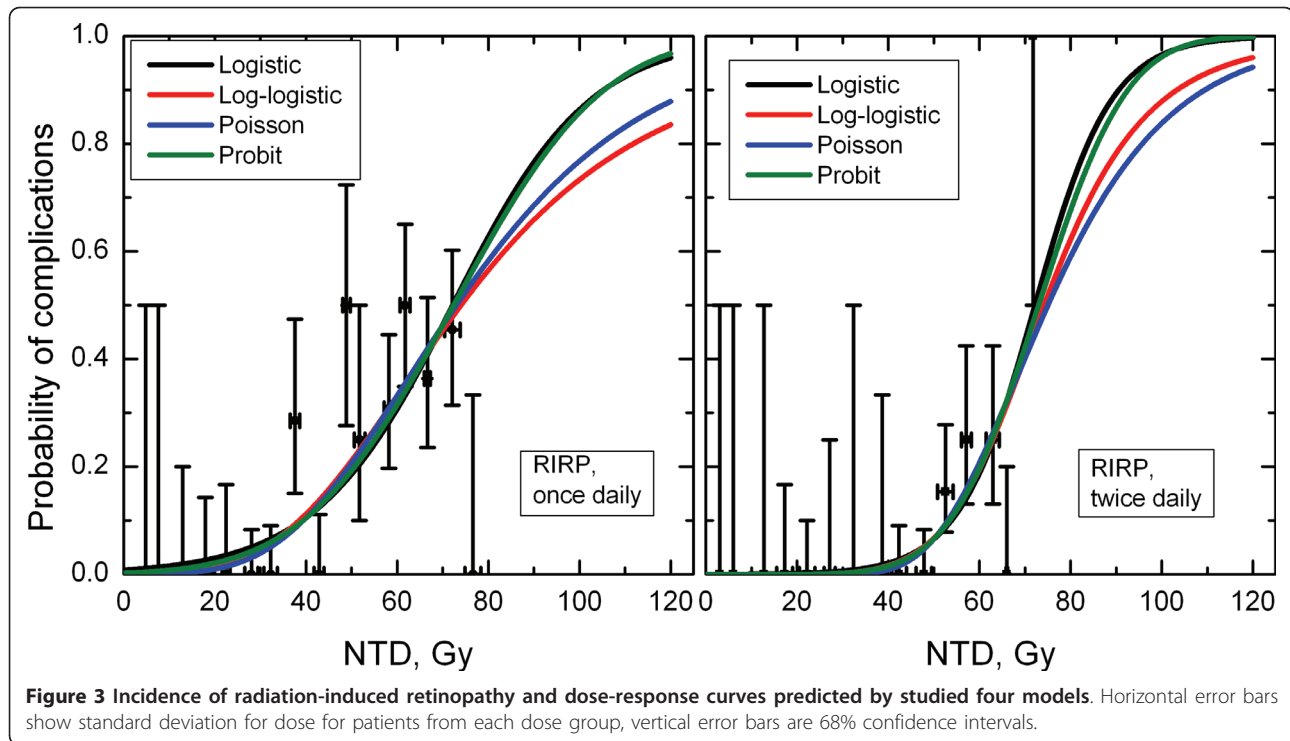 1.0
0.8
0.6
0.4
0.2
0.0
Probability of complications
Logistic
Log-logistic
Poisson
Probit
RIRP,
once daily
0 20 40 60 80 100 120
NTD, Gy
Logistic
Log-logistic
Poisson
Probit
RIRP,
twice daily
0 20 40 60 80 100 120
NTD, Gy
Figure 3 Incidence of radiation-induced retinopathy and dose-response curves predicted by studied four models. Horizontal error bars
show standard deviation for dose for patients from each dose group, vertical error bars are 68% confidence intervals.